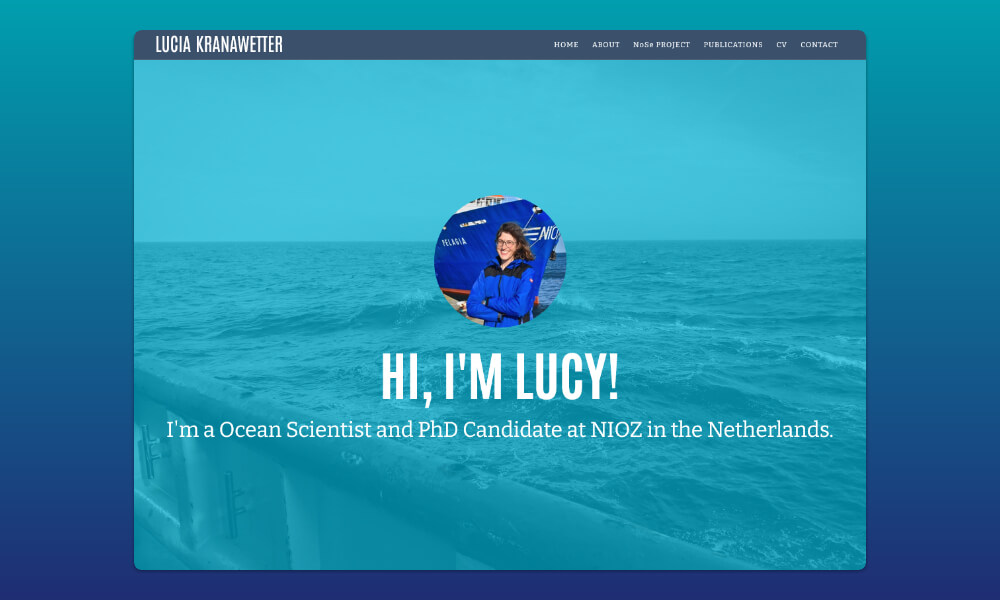 LUCIA KRANAWETTER
HOME ABOUT NoSe PROJECT PUBLICATIONS CV CONTACT
PELAGIA
NIOZ
HI, I'M LUCY!
I'm a Ocean Scientist and PhD Candidate at NIOZ in the Netherlands.